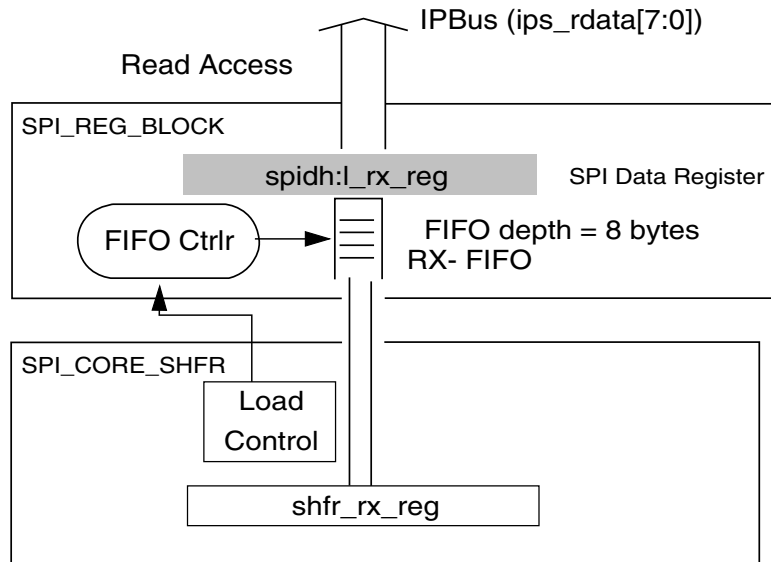 IPBus (ips_rdata[7:0])
Read Access
SPI_REG_BLOCK
spidh:l_rx_reg
SPI Data Register
FIFO Ctrlr
FIFO depth = 8 bytes
RX- FIFO
SPI_CORE_SHFR
Load
Control
shfr_rx_reg